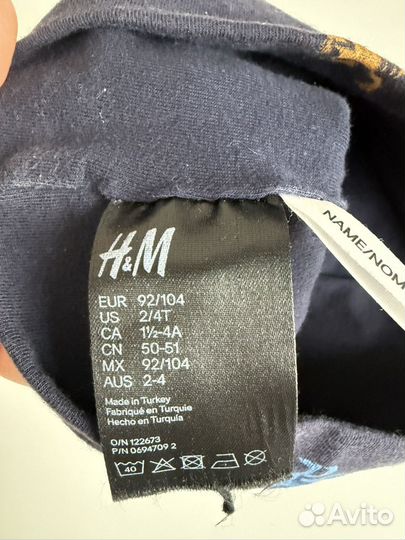 H&M
EUR 92/104
US 2/4T
CA 1½-4A
CN 50-51
MX 92/104
AUS 2-4
Made in Turkey
Fabriqué en Turquie
Hecho en Turquía
O/N 122673
P/N 0694709 2
40
NAME/NOM
Avito